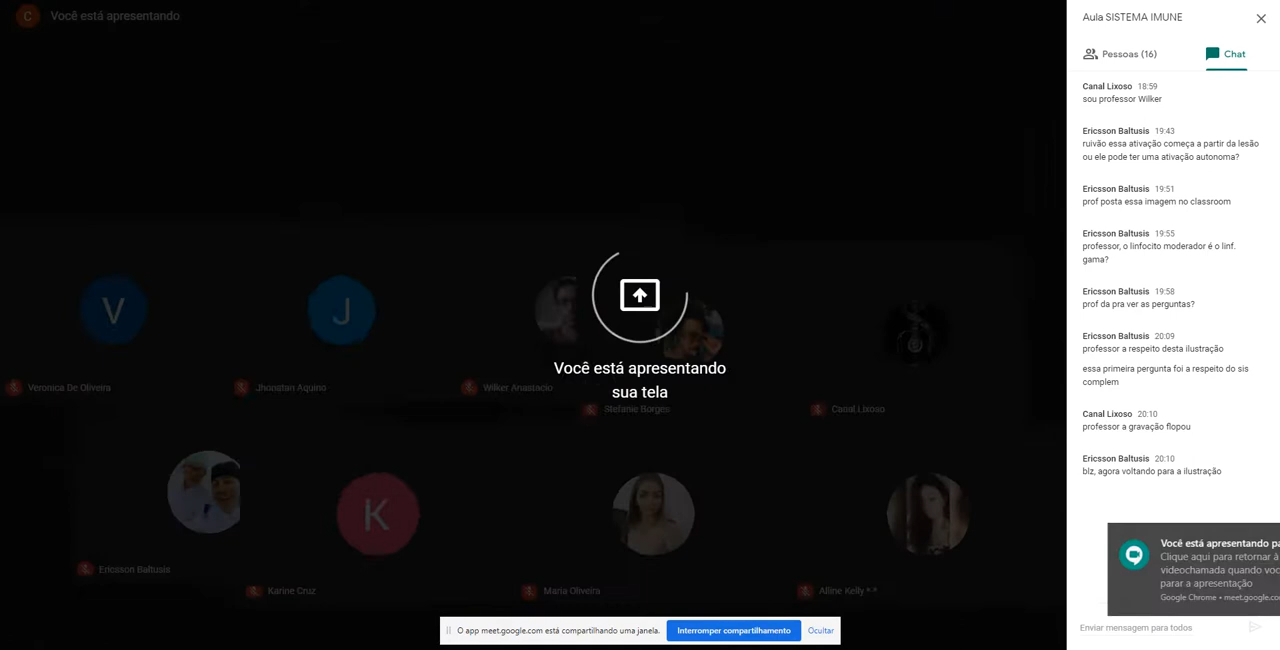 C Você está apresentando
Aula SISTEMA IMUNE
Pessoas (16) Chat
Canal Lixoso 18:59
sou professor Wilker
Ericsson Baltusis 19:43
ruivão essa ativação começa a partir da lesão
ou ele pode ter uma ativação autonoma?
Ericsson Baltusis 19:51
prof posta essa imagem no classroom
Ericsson Baltusis 19:55
professor, o linfocito moderador é o linf.
gama?
Ericsson Baltusis 19:58
prof da pra ver as perguntas?
Ericsson Baltusis 20:09
professor a respeito desta ilustração
essa primeira pergunta foi a respeito do sis
complem
Canal Lixoso 20:10
professor a gravação flopou
Ericsson Baltusis 20:10
blz, agora voltando para a ilustração
V
J
Você está apresentando
sua tela
Veronica De Oliveira
Jhonatan Aquino
Wilker Anastacio
Stefanie Borges
Canal Lixoso
K
Ericsson Baltusis
Karine Cruz
Maria Oliveira
Alline Kelly
Você está apresentando pa
Clique aqui para retornar à
videochamada quando voc
parar a apresentação
Google Chrome • meet.google.co
O app meet.google.com está compartilhando uma janela. Interromper compartilhamento Ocultar
Enviar mensagem para todos